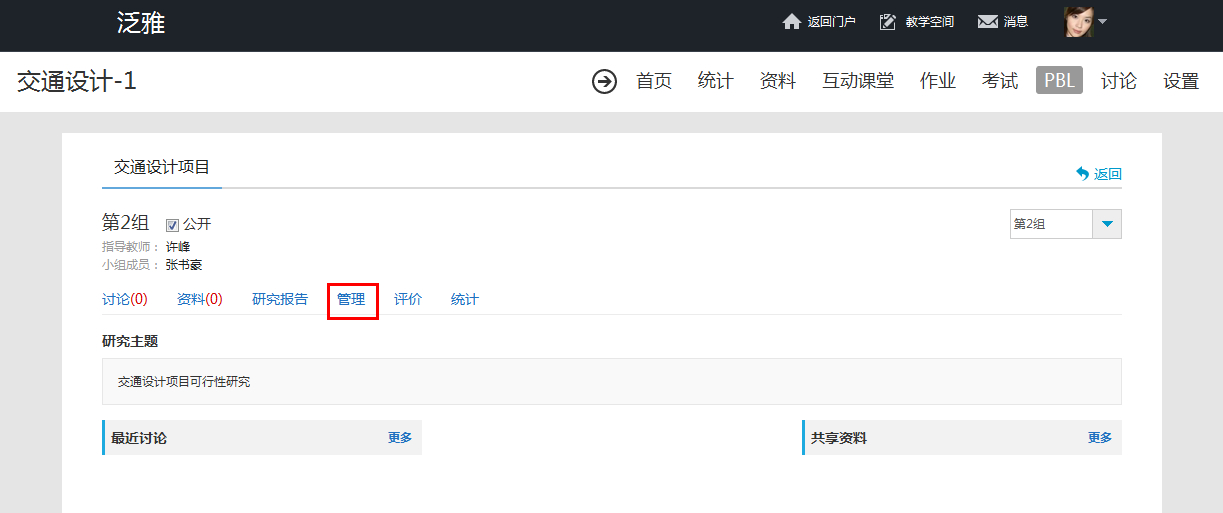 泛雅 返回门户 教学空间 消息
交通设计-1 首页 统计 资料 互动课堂 作业 考试 PBL 讨论 设置
交通设计项目 返回
第2组 公开 第2组
指导教师： 许峰
小组成员： 张书豪
讨论(0) 资料(0) 研究报告 管理 评价 统计
研究主题
交通设计项目可行性研究
最近讨论 更多 共享资料 更多